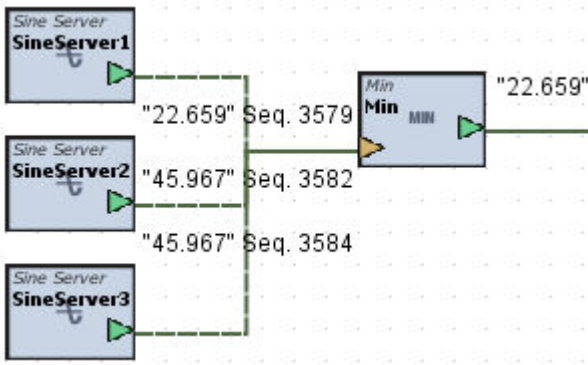 Sine Server
SineServer1
"22.659" Seq. 3579
Min
Min
MIN
"22.659"
Sine Server
SineServer2
"45.967" Seq. 3582
"45.967" Seq. 3584
Sine Server
SineServer3